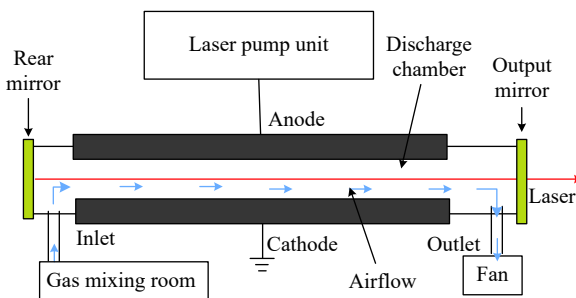 Laser pump unit
Rear
mirror
Discharge
chamber
Output
mirror
Anode
Laser
Inlet
Cathode
Outlet
Gas mixing room
Airflow
Fan